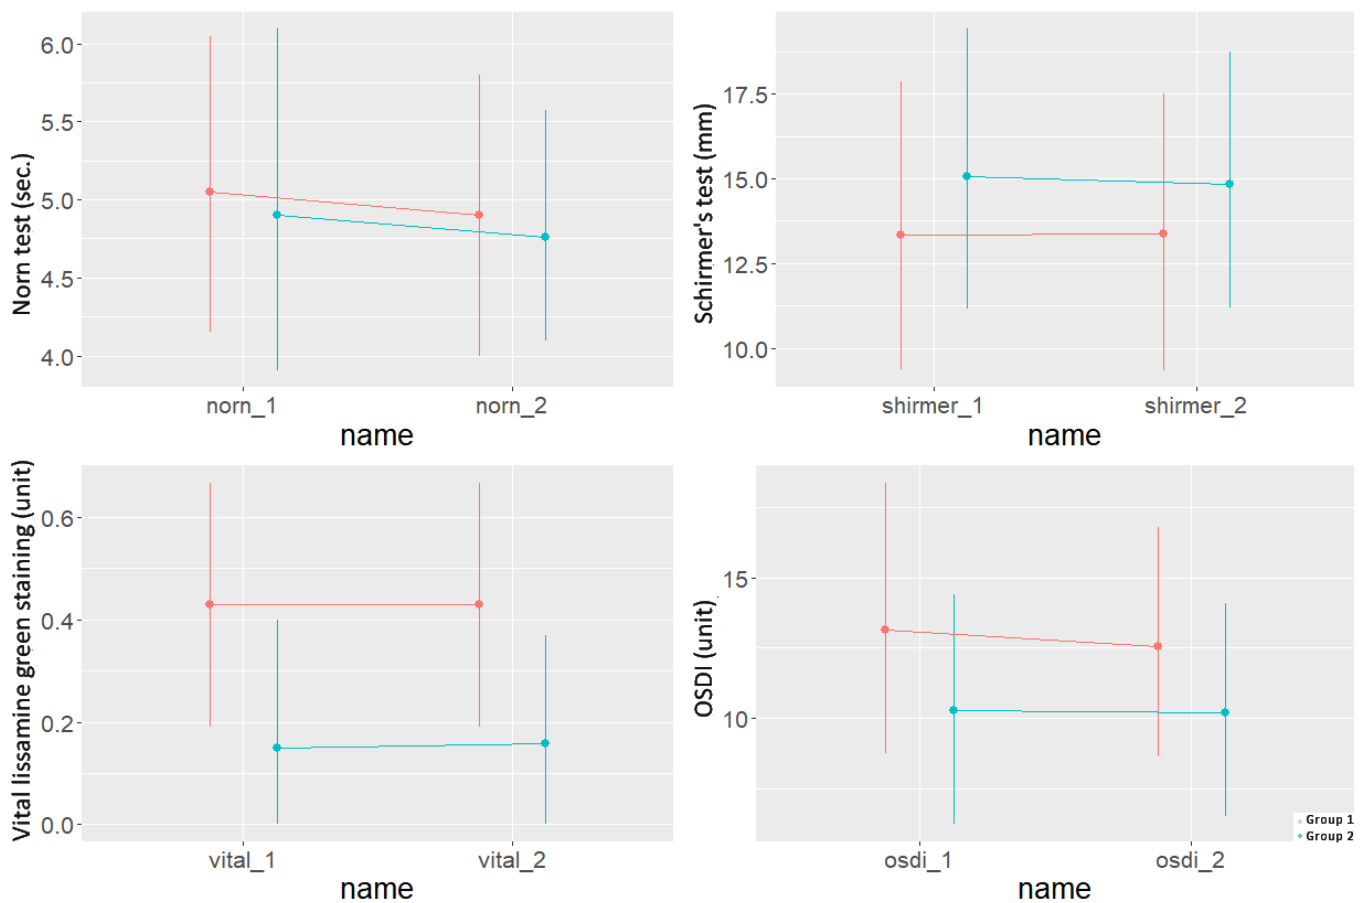 Norn test (sec.)
6.0
5.5
5.0
4.5
4.0
norn_1
norn_2
name
Schirmer's test (mm)
17.5
15.0
12.5
10.0
shirmer_1
shirmer_2
name
Vital lissamine green staining (unit)
0.6
0.4
0.2
0.0
vital_1
vital_2
name
OSDI (unit)
15
10
osdi_1
osdi_2
name
Group 1
Group 2